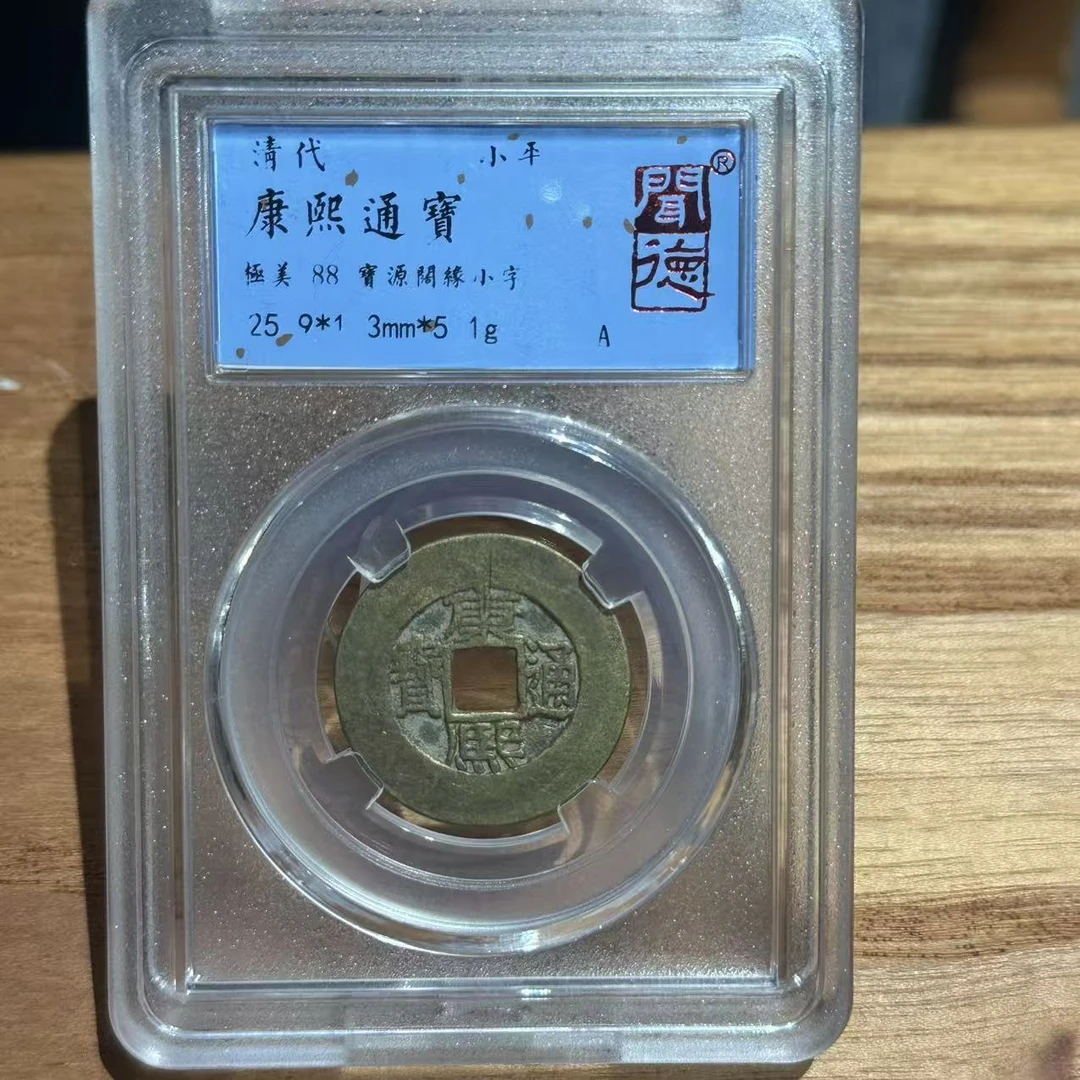 清代 小平
康熙通寶
極美 88 寶源闊緣小字
25 9*1 3mm*5 1g A
聞德
®
康熙通寶